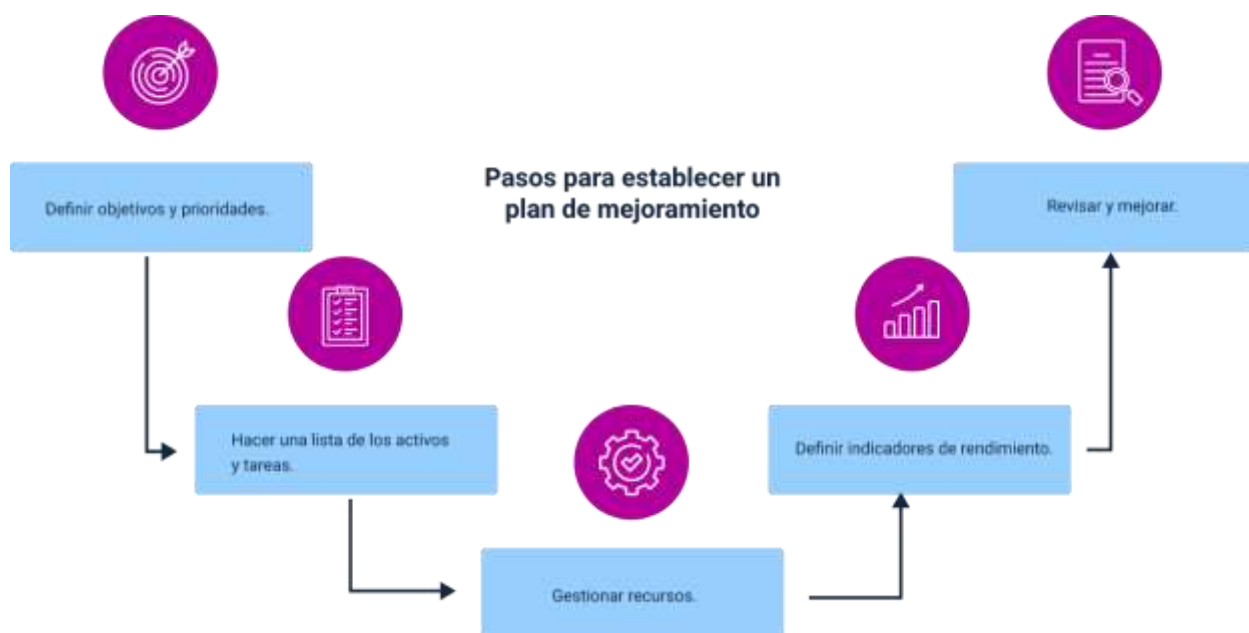 Pasos para establecer un
plan de mejoramiento
Definir objetivos y prioridades.
Hacer una lista de los activos
y tareas.
Gestionar recursos.
Definir indicadores de rendimiento.
Revisar y mejorar.